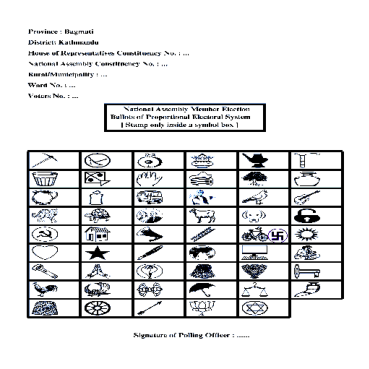 Province : Bagmati
District: Kathmandu
House of Representatives Constituency No. : ...
National Assembly Constituency No. : ...
Rural/Municipality : ...
Word No. : ...
Voters No. : ...
National Assembly Member Election
Ballots of Proportional Electoral System
[ Stamp only inside a symbol box ]
Signature of Polling Officer : ......